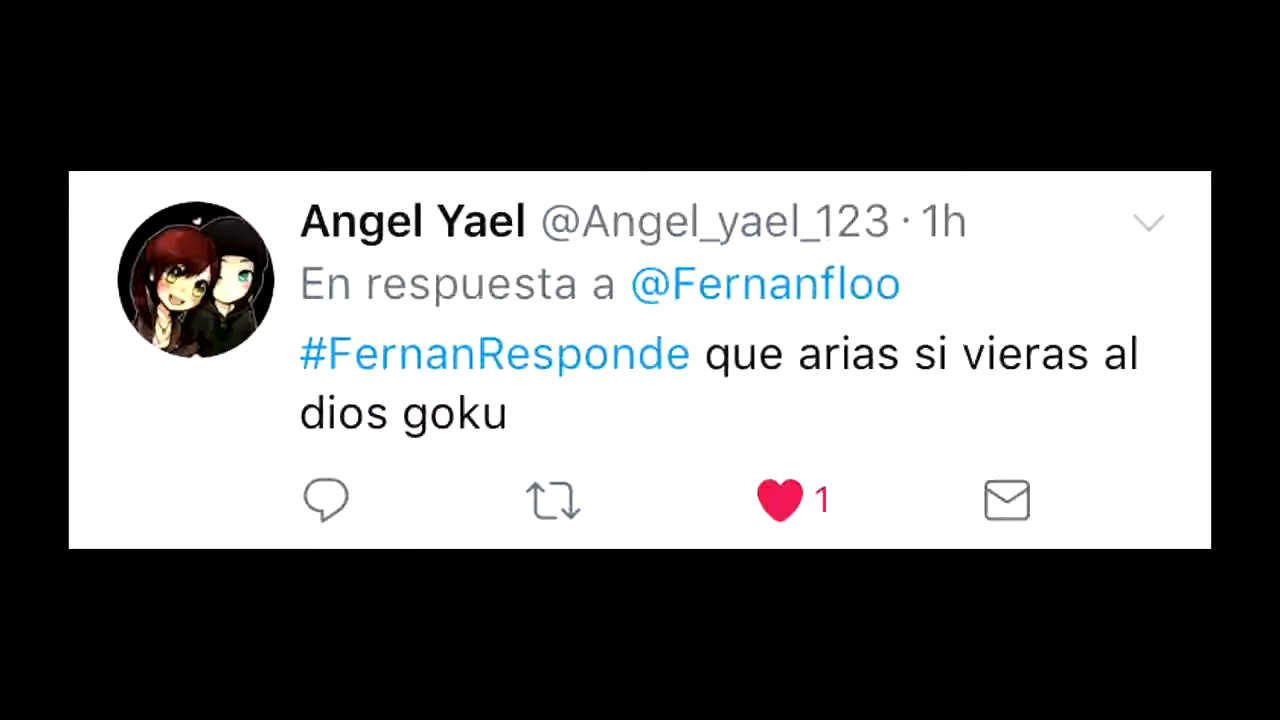 Angel Yael @Angel_yael_123 · 1h
En respuesta a @Fernanfloo
#FernanResponde que arias si vieras al
dios goku
1